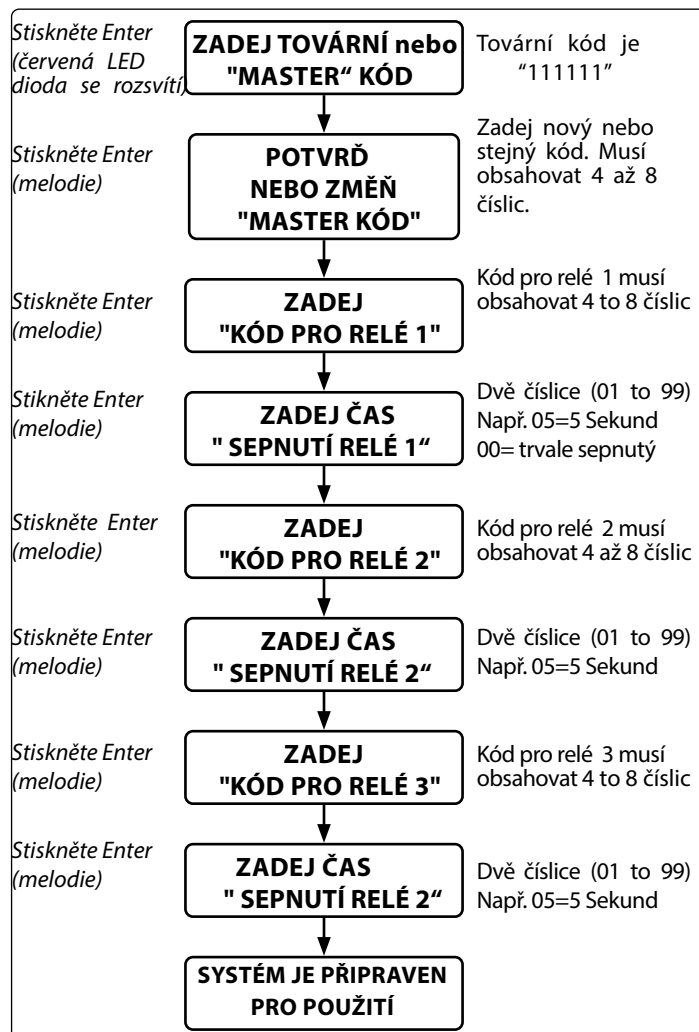 Stiskněte Enter
(červená LED
dioda se rozsvítí)
ZADEJ TOVÁRNÍ nebo
"MASTER“ KÓD
Tovární kód je
“111111”
Stiskněte Enter
(melodie)
POTVRĎ
NEBO ZMĚŇ
"MASTER KÓD"
Zadej nový nebo
stejný kód. Musí
obsahovat 4 až 8
číslic.
Stiskněte Enter
(melodie)
ZADEJ
"KÓD PRO RELÉ 1"
Kód pro relé 1 musí
obsahovat 4 to 8 číslic
Stikněte Enter
(melodie)
ZADEJ ČAS
" SEPNUTÍ RELÉ 1“
Dvě číslice (01 to 99)
Např. 05=5 Sekund
00= trvale sepnutý
Stiskněte Enter
(melodie)
ZADEJ
"KÓD PRO RELÉ 2"
Kód pro relé 2 musí
obsahovat 4 až 8 číslic
Stiskněte Enter
(melodie)
ZADEJ ČAS
" SEPNUTÍ RELÉ 2“
Dvě číslice (01 to 99)
Např. 05=5 Sekund
Stiskněte Enter
(melodie)
ZADEJ
"KÓD PRO RELÉ 3"
Kód pro relé 3 musí
obsahovat 4 to 8 číslic
Stiskněte Enter
(melodie)
ZADEJ ČAS
" SEPNUTÍ RELÉ 2“
Dvě číslice (01 to 99)
Např. 05=5 Sekund
SYSTÉM JE PŘIPRAVEN
PRO POUŽITÍ